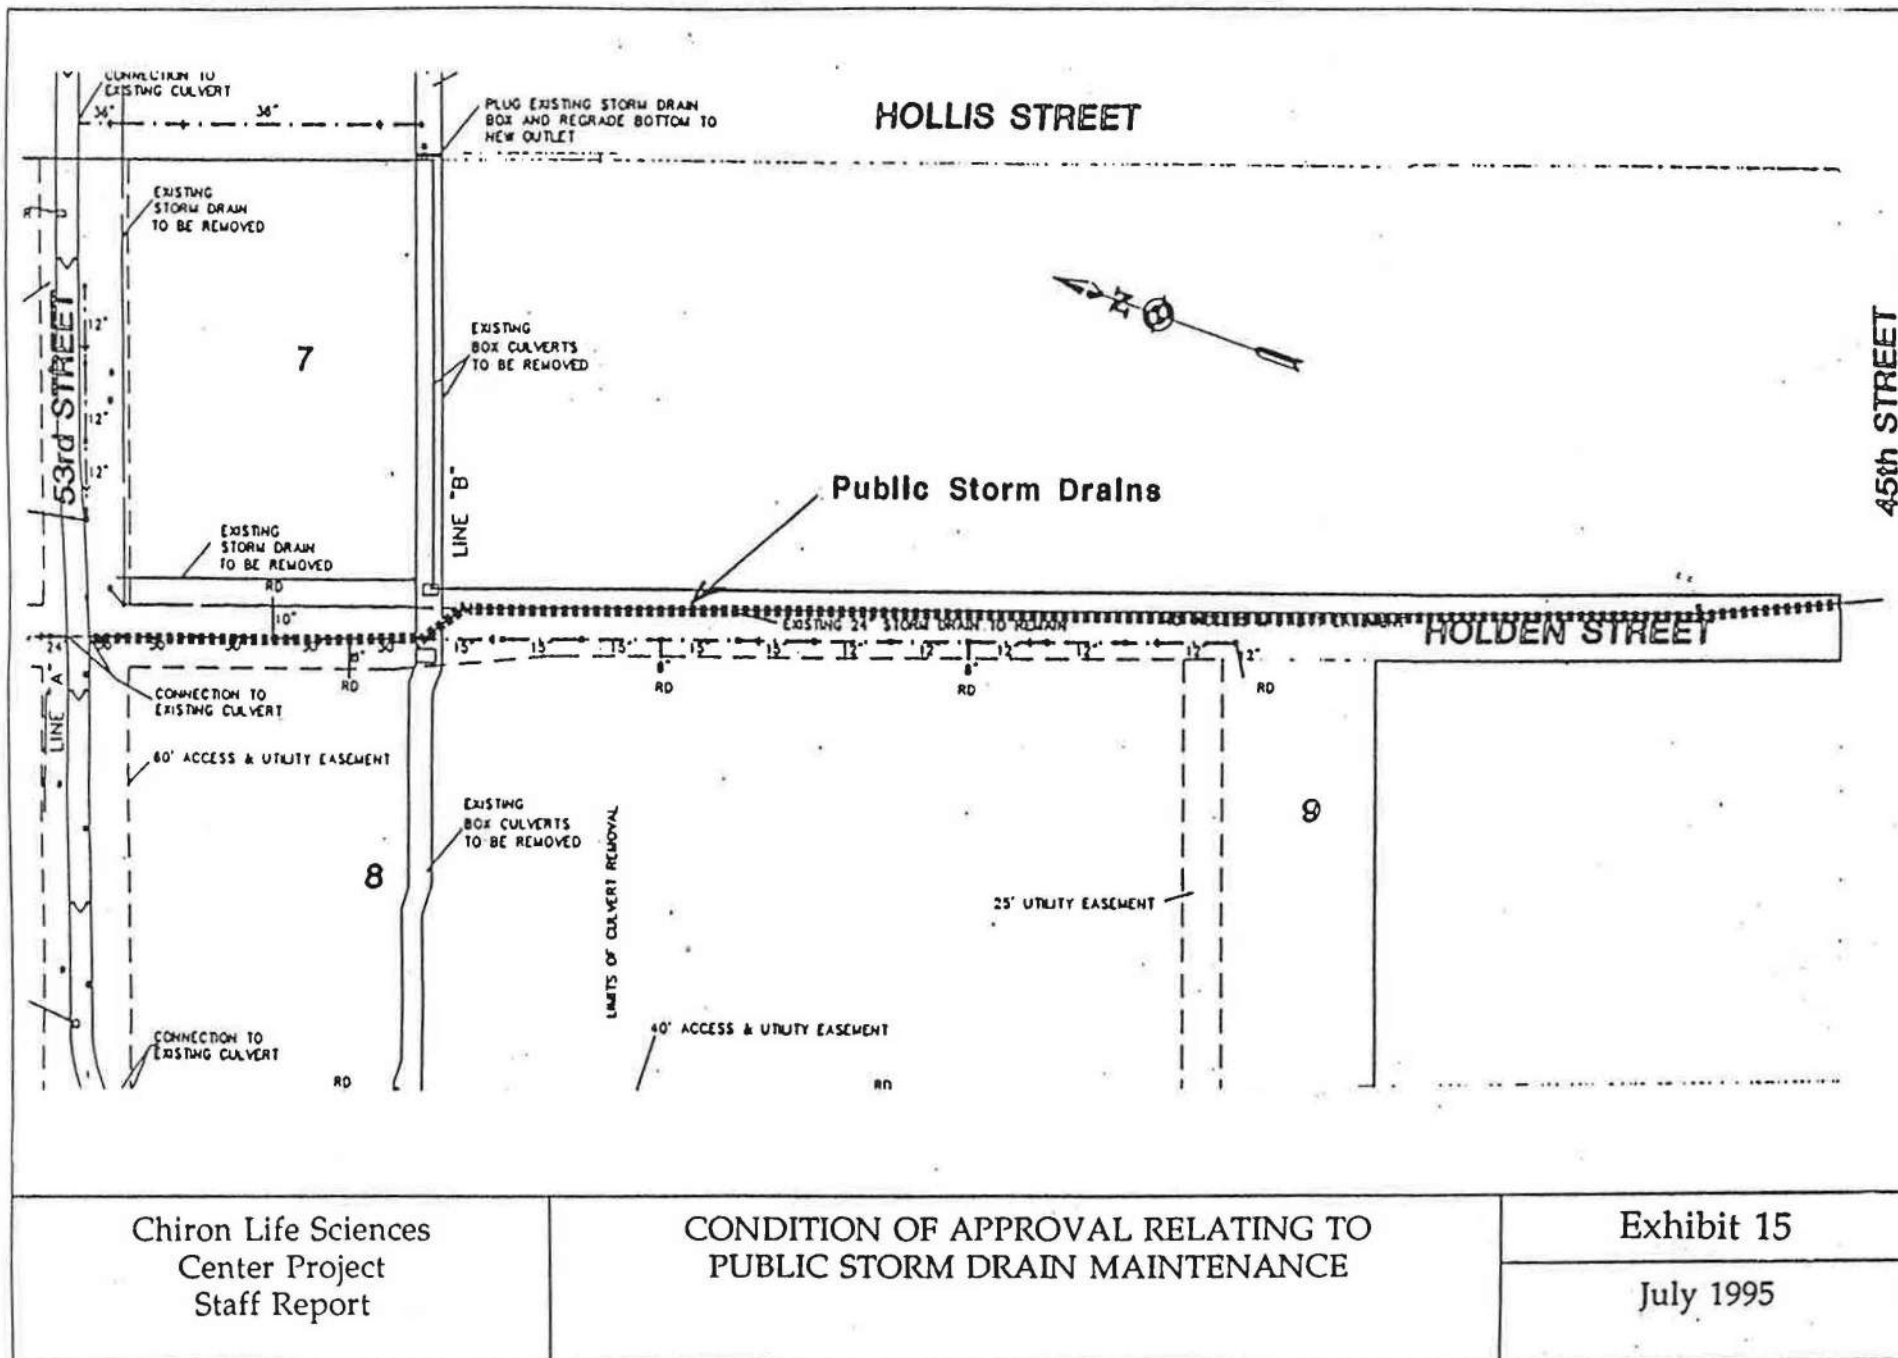 CONNECTION TO
EXISTING CULVERT
36"
36"
PLUG EXISTING STORM DRAIN
BOX AND REGRADE BOTTOM TO
NEW OUTLET
HOLLIS STREET
EXISTING
STORM DRAIN
TO BE REMOVED
N
53rd STREET
12"
12"
12"
7
EXISTING
BOX CULVERTS
TO BE REMOVED
45th STREET
LINE "B"
Public Storm Drains
EXISTING
STORM DRAIN
TO BE REMOVED
RD
10"
EXISTING 24" STORM DRAIN TO REMAIN
HOLDEN STREET
24
15
15
15
15
15
12
12
12
12
12
2"
8"
8"
8"
RD
RD
RD
RD
LINE "A"
CONNECTION TO
EXISTING CULVERT
60' ACCESS & UTILITY EASEMENT
EXISTING
BOX CULVERTS
TO BE REMOVED
LIMITS OF CULVERT REMOVAL
8
9
25' UTILITY EASEMENT
40' ACCESS & UTILITY EASEMENT
CONNECTION TO
EXISTING CULVERT
RD
RD
Chiron Life Sciences
Center Project
Staff Report
CONDITION OF APPROVAL RELATING TO
PUBLIC STORM DRAIN MAINTENANCE
Exhibit 15
July 1995